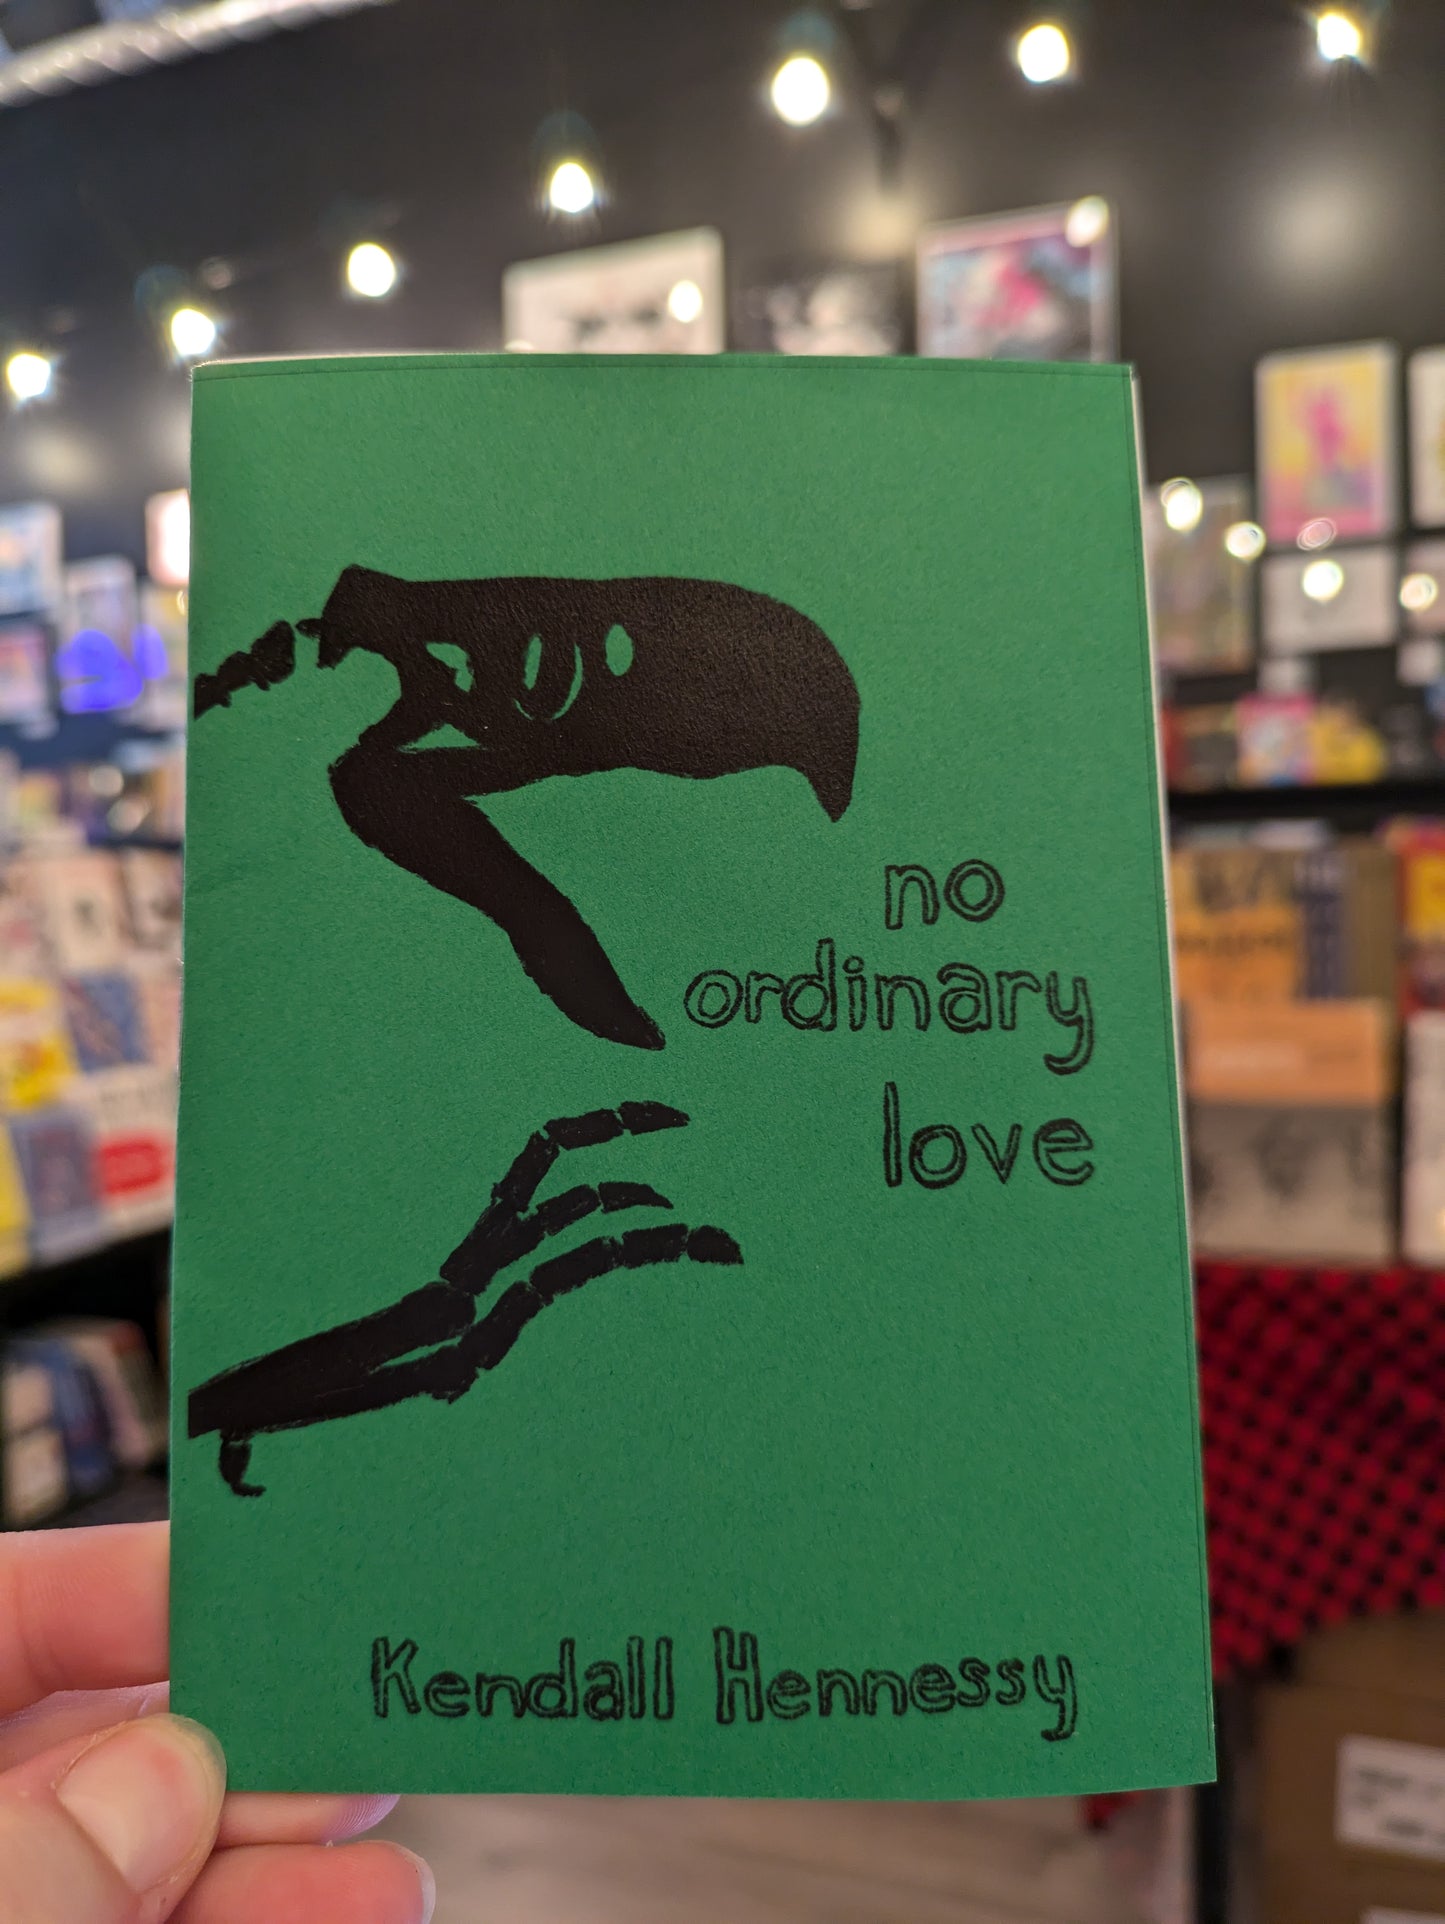 no
ordinary
love
Kendall Hennessy